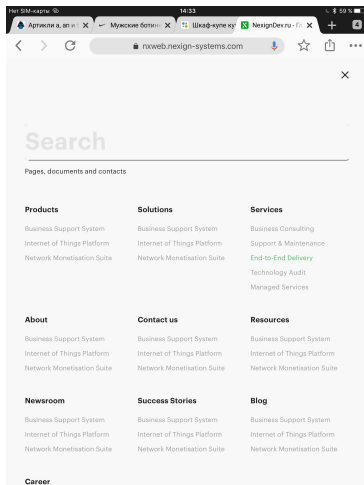 Нет SIM-карты 14:33 59 %
Артикли a, an и t Мужские ботинк Шкаф-купе куп NexignDev.ru - Гл 4
nxweb.nexign-systems.com
Search
Pages, documents and contacts
Products Solutions Services
Business Support System Business Support System Business Consulting
Internet of Things Platform Internet of Things Platform Support & Maintenance
Network Monetisation Suite Network Monetisation Suite End-to-End Delivery
Technology Audit
Managed Services
About Contact us Resources
Business Support System Business Support System Business Support System
Internet of Things Platform Internet of Things Platform Internet of Things Platform
Network Monetisation Suite Network Monetisation Suite Network Monetisation Suite
Newsroom Success Stories Blog
Business Support System Business Support System Business Support System
Internet of Things Platform Internet of Things Platform Internet of Things Platform
Network Monetisation Suite Network Monetisation Suite Network Monetisation Suite
Career